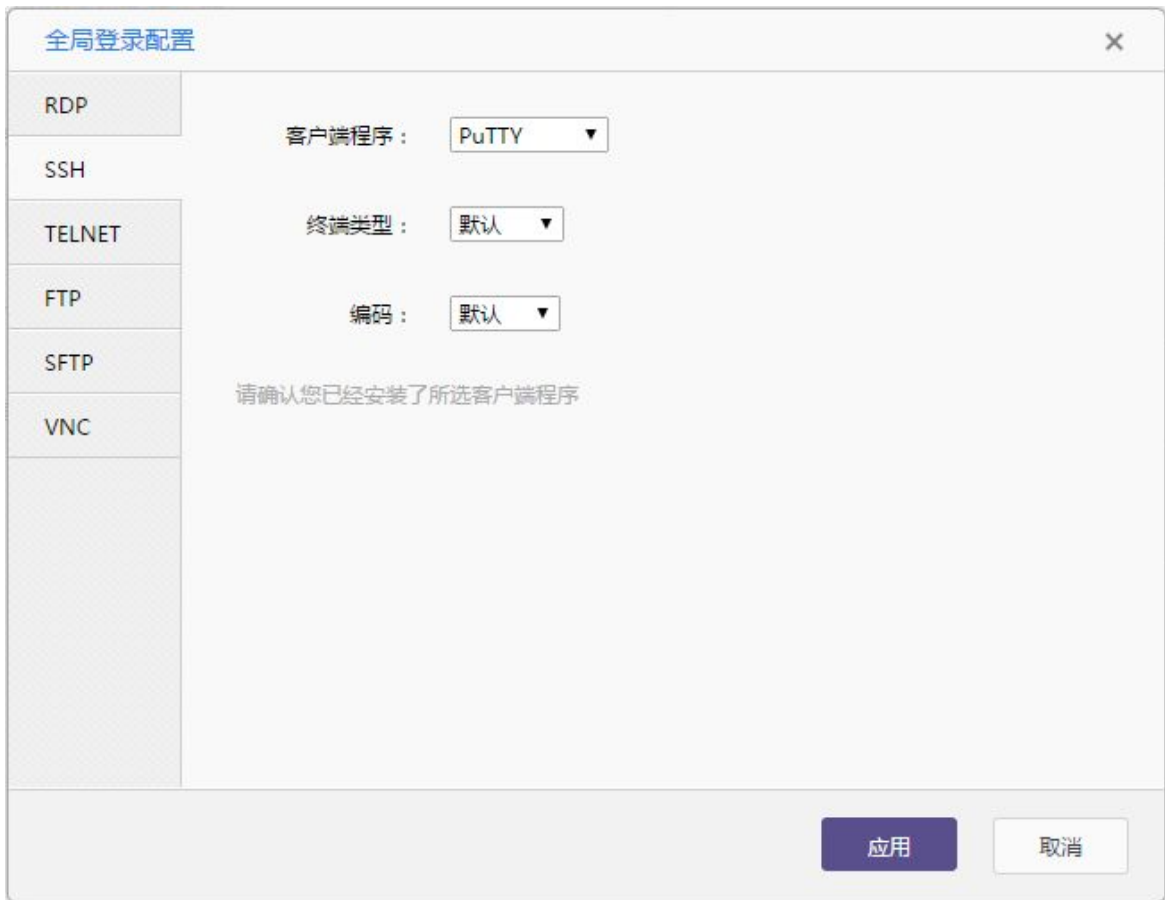 全局登录配置
RDP
SSH
TELNET
FTP
SFTP
VNC
客户端程序： PuTTY
终端类型： 默认
编码： 默认
请确认您已经安装了所选客户端程序
应用 取消